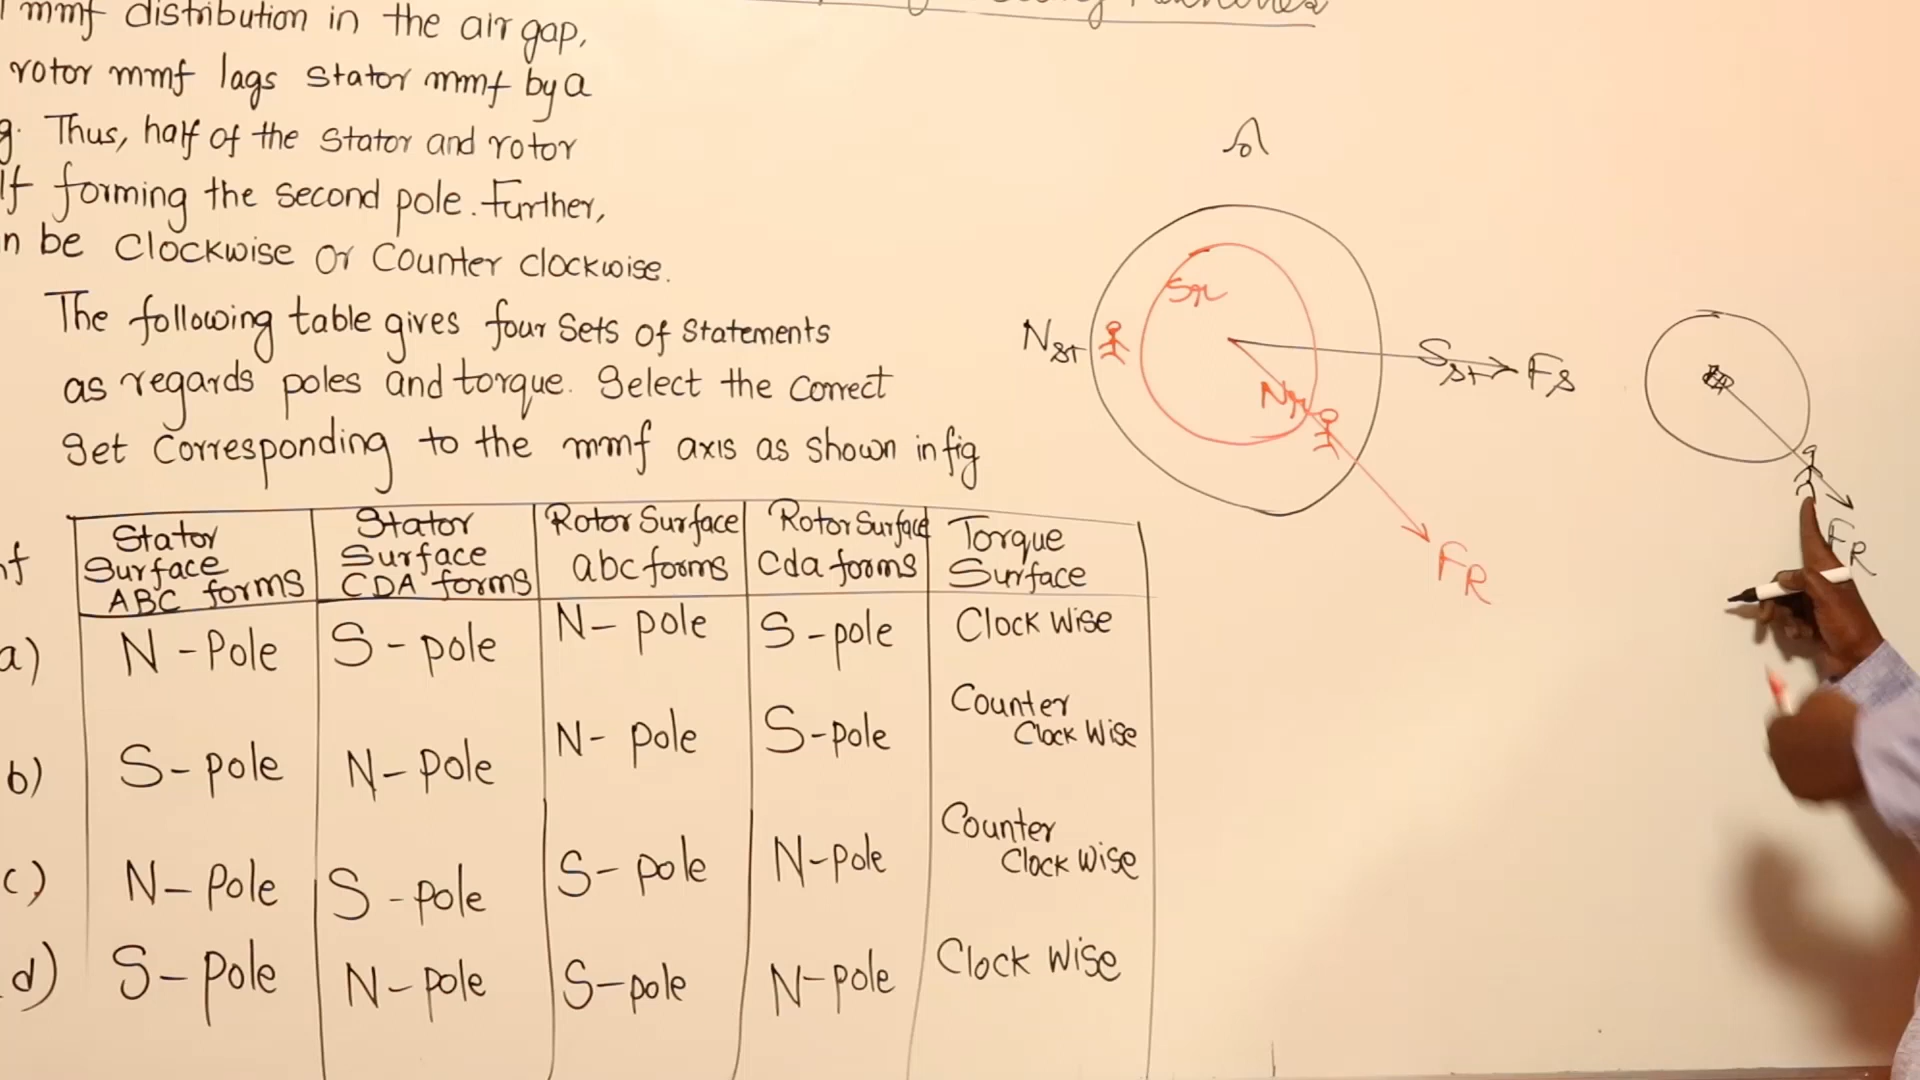 mmf distribution in the air gap,
rotor mmf lags stator mmf by a
g. Thus, half of the stator and rotor
lf forming the second pole. Further,
n be Clockwise Or Counter clockwise.
The following table gives four Sets of Statements
as regards poles and torque. Select the Correct
Set Corresponding to the mmf axis as shown in fig
Stator Surface ABC forms
Stator Surface CDA forms
Rotor Surface abc forms
Rotor Surface Cda forms
Torque Surface
a) N - Pole S - pole N - pole S - pole Clock Wise
b) S - pole N - pole N - pole S - pole Counter Clock Wise
c) N - Pole S - pole S - pole N - pole Counter Clock Wise
d) S - pole N - pole S - pole N - pole Clock Wise
Nst
Sr
Nr
Sst
Fs
FR
FR